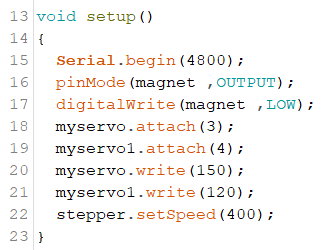 13 void setup()
14 {
15   Serial.begin(4800);
16   pinMode(magnet ,OUTPUT);
17   digitalWrite(magnet ,LOW);
18   myservo.attach(3);
19   myservo1.attach(4);
20   myservo.write(150);
21   myservo1.write(120);
22   stepper.setSpeed(400);
23 }